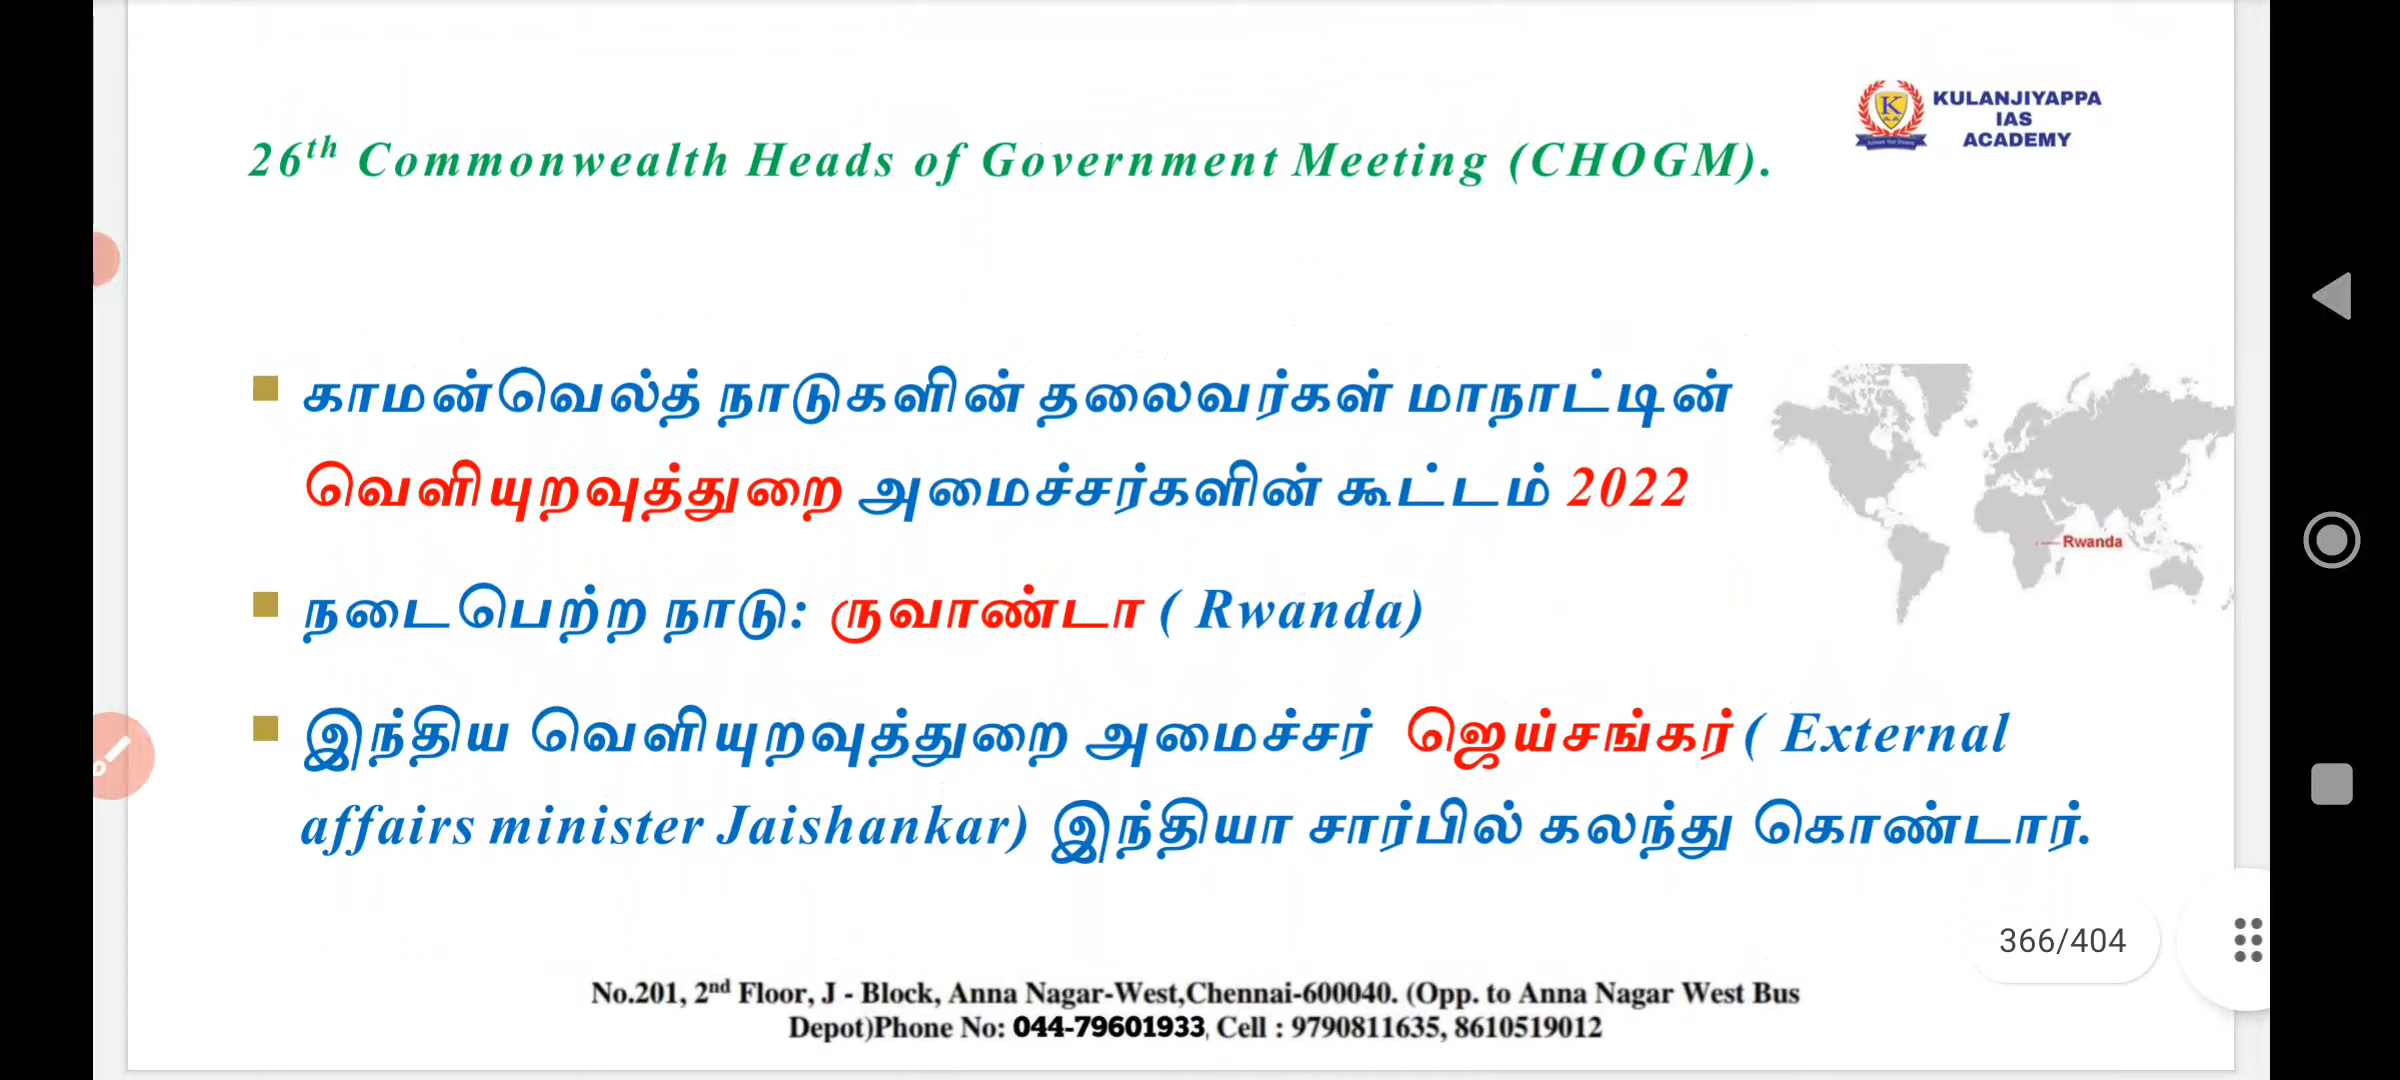 KULANJIYAPPA
IAS
ACADEMY
26th Commonwealth Heads of Government Meeting (CHOGM).
காமன்வெல்த் நாடுகளின் தலைவர்கள் மாநாட்டின்
வெளியுறவுத்துறை அமைச்சர்களின் கூட்டம் 2022
Rwanda
நடைபெற்ற நாடு: ருவாண்டா ( Rwanda)
இந்திய வெளியுறவுத்துறை அமைச்சர் ஜெய்சங்கர் ( External
affairs minister Jaishankar) இந்தியா சார்பில் கலந்து கொண்டார்.
366/404
No.201, 2nd Floor, J - Block, Anna Nagar-West,Chennai-600040. (Opp. to Anna Nagar West Bus
Depot)Phone No: 044-79601933, Cell : 9790811635, 8610519012